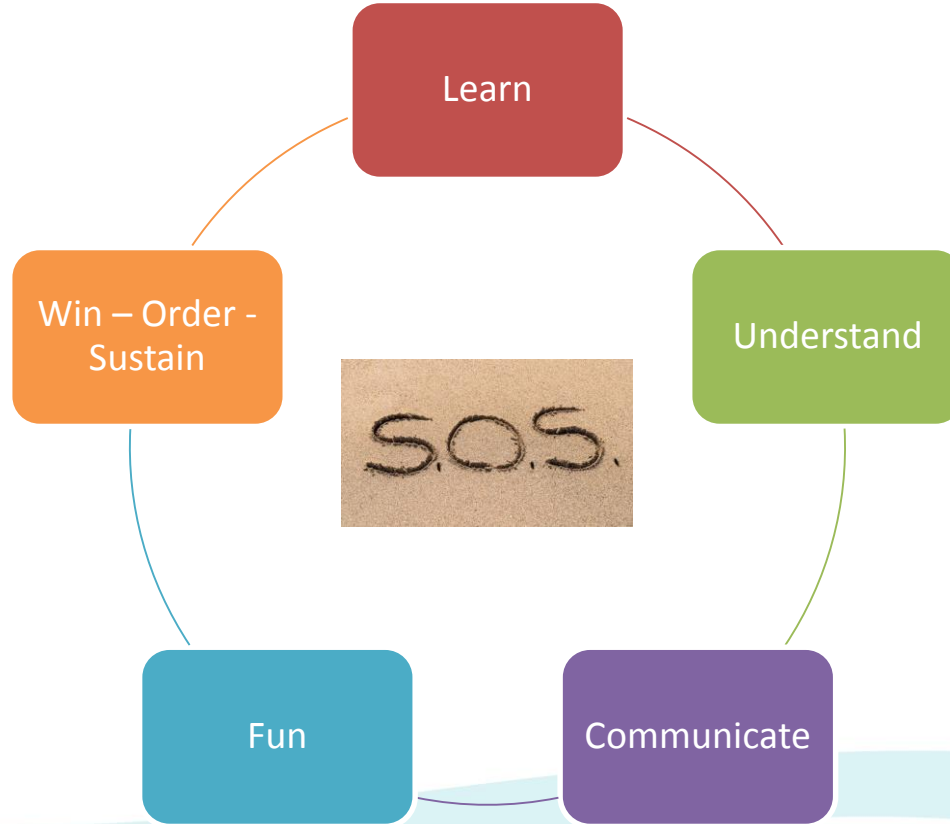 Learn
Understand
Communicate
Fun
Win – Order -
Sustain
S.O.S.